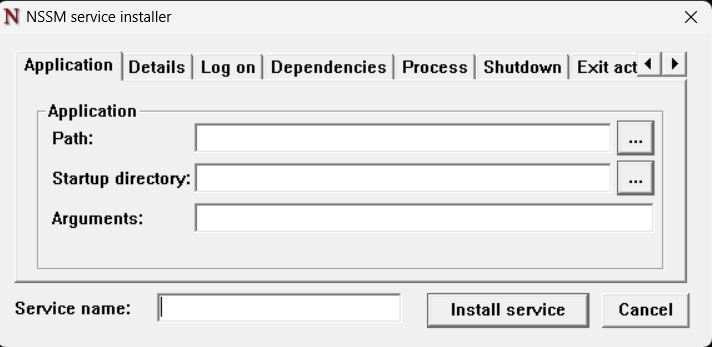 NSSM service installer
Application Details Log on Dependencies Process Shutdown Exit act
Application
Path: ...
Startup directory: ...
Arguments:
Service name: Install service Cancel